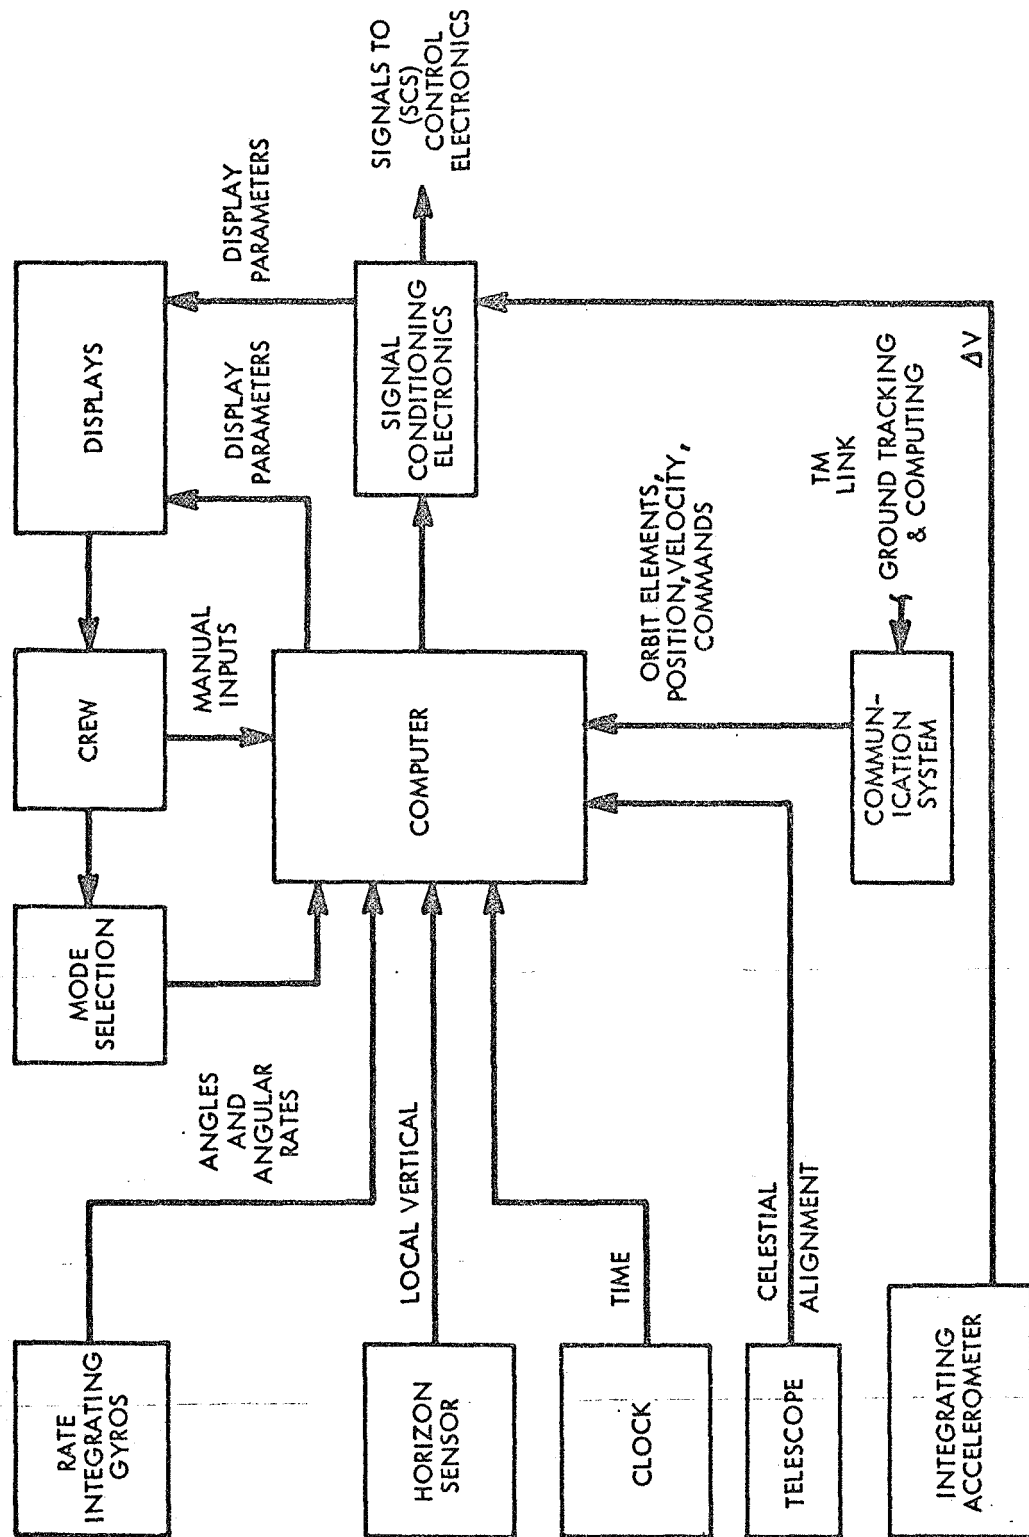 RATE
INTEGRATING
GYROS
ANGLES
AND
ANGULAR
RATES
MODE
SELECTION
CREW
MANUAL
INPUTS
DISPLAYS
DISPLAY
PARAMETERS
DISPLAY
PARAMETERS
HORIZON
SENSOR
LOCAL VERTICAL
COMPUTER
SIGNAL
CONDITIONING
ELECTRONICS
SIGNALS TO
(SCS)
CONTROL
ELECTRONICS
CLOCK
TIME
TELESCOPE
CELESTIAL
ALIGNMENT
ORBIT ELEMENTS,
POSITION,VELOCITY,
COMMANDS
COMMUN-
ICATION
SYSTEM
TM
LINK
GROUND TRACKING
& COMPUTING
INTEGRATING
ACCELEROMETER
ΔV